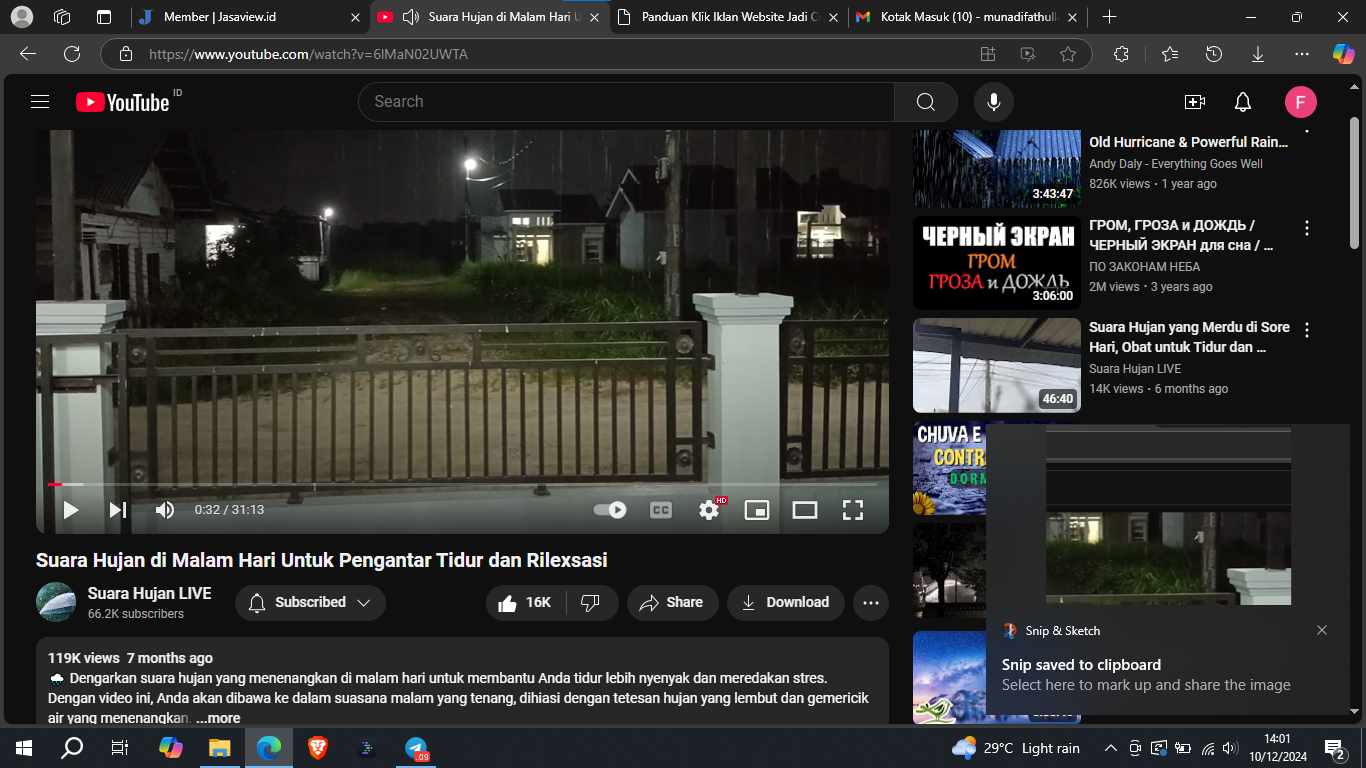 Member | Jasaview.id
Suara Hujan di Malam Hari U
Panduan Klik Iklan Website Jadi C
Kotak Masuk (10) - munadifathull
https://www.youtube.com/watch?v=6lMaN02UWTA
YouTube ID
Search
F
Old Hurricane & Powerful Rain...
Andy Daly - Everything Goes Well
826K views • 1 year ago
3:43:47
ЧЕРНЫЙ ЭКРАН
ГРОМ
ГРОЗА и ДОЖДЬ
3:06:00
ГРОМ, ГРОЗА и ДОЖДЬ /
ЧЕРНЫЙ ЭКРАН для сна / ...
ПО ЗАКОНАМ НЕБА
2M views • 3 years ago
46:40
Suara Hujan yang Merdu di Sore
Hari, Obat untuk Tidur dan ...
Suara Hujan LIVE
14K views • 6 months ago
CHUVA E
CONTRA
DORM
0:32 / 31:13
CC
HD
Suara Hujan di Malam Hari Untuk Pengantar Tidur dan Rilexsasi
Suara Hujan LIVE
66.2K subscribers
Subscribed
16K
Share
Download
119K views 7 months ago
Dengarkan suara hujan yang menenangkan di malam hari untuk membantu Anda tidur lebih nyenyak dan meredakan stres.
Dengan video ini, Anda akan dibawa ke dalam suasana malam yang tenang, dihiasi dengan tetesan hujan yang lembut dan gemericik
air yang menenangkan. ...more
Snip & Sketch
Snip saved to clipboard
Select here to mark up and share the image
.09
29°C Light rain
14:01
10/12/2024
2